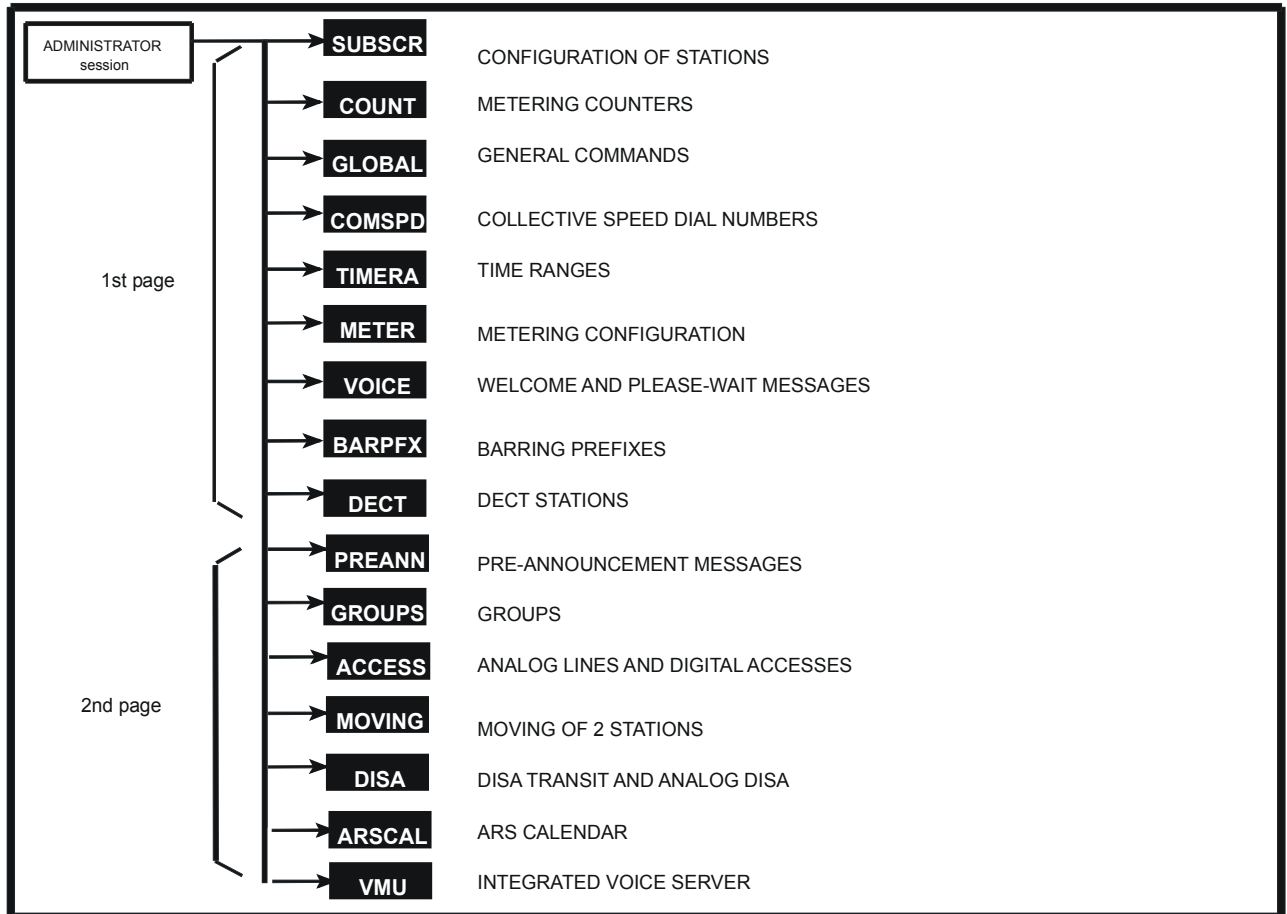 ADMINISTRATOR
session
SUBSCR CONFIGURATION OF STATIONS
COUNT METERING COUNTERS
GLOBAL GENERAL COMMANDS
COMSPD COLLECTIVE SPEED DIAL NUMBERS
TIMERA TIME RANGES
1st page
METER METERING CONFIGURATION
VOICE WELCOME AND PLEASE-WAIT MESSAGES
BARPFX BARRING PREFIXES
DECT DECT STATIONS
PREANN PRE-ANNOUNCEMENT MESSAGES
GROUPS GROUPS
ACCESS ANALOG LINES AND DIGITAL ACCESSES
2nd page
MOVING MOVING OF 2 STATIONS
DISA DISA TRANSIT AND ANALOG DISA
ARSCAL ARS CALENDAR
VMU INTEGRATED VOICE SERVER